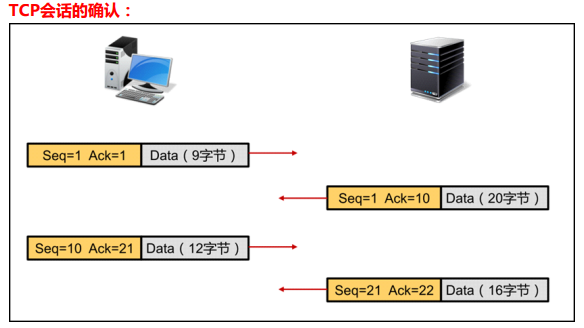 TCP会话的确认：
Seq=1 Ack=1 Data（9字节）
Seq=1 Ack=10 Data（20字节）
Seq=10 Ack=21 Data（12字节）
Seq=21 Ack=22 Data（16字节）